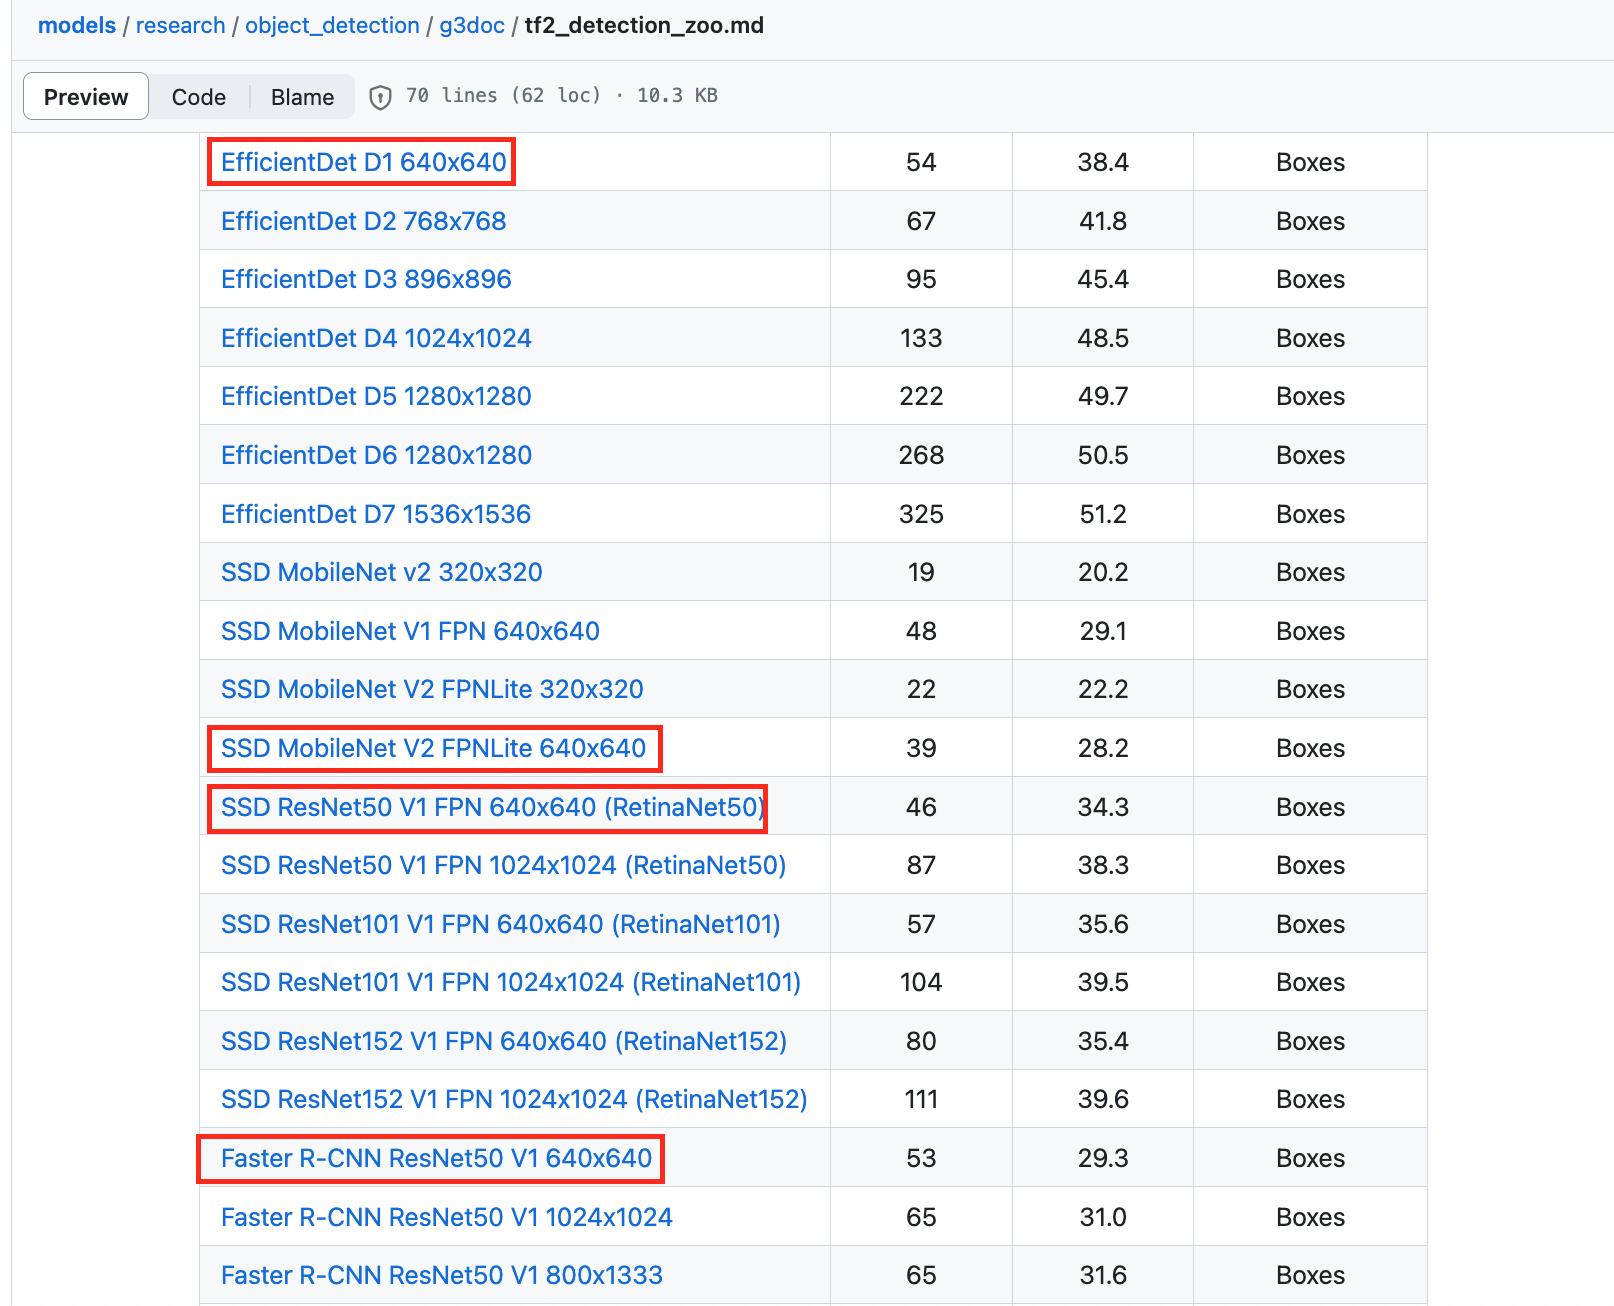 models / research / object_detection / g3doc / tf2_detection_zoo.md
Preview Code Blame 70 lines (62 loc) · 10.3 KB
EfficientDet D1 640x640 54 38.4 Boxes
EfficientDet D2 768x768 67 41.8 Boxes
EfficientDet D3 896x896 95 45.4 Boxes
EfficientDet D4 1024x1024 133 48.5 Boxes
EfficientDet D5 1280x1280 222 49.7 Boxes
EfficientDet D6 1280x1280 268 50.5 Boxes
EfficientDet D7 1536x1536 325 51.2 Boxes
SSD MobileNet v2 320x320 19 20.2 Boxes
SSD MobileNet V1 FPN 640x640 48 29.1 Boxes
SSD MobileNet V2 FPNLite 320x320 22 22.2 Boxes
SSD MobileNet V2 FPNLite 640x640 39 28.2 Boxes
SSD ResNet50 V1 FPN 640x640 (RetinaNet50) 46 34.3 Boxes
SSD ResNet50 V1 FPN 1024x1024 (RetinaNet50) 87 38.3 Boxes
SSD ResNet101 V1 FPN 640x640 (RetinaNet101) 57 35.6 Boxes
SSD ResNet101 V1 FPN 1024x1024 (RetinaNet101) 104 39.5 Boxes
SSD ResNet152 V1 FPN 640x640 (RetinaNet152) 80 35.4 Boxes
SSD ResNet152 V1 FPN 1024x1024 (RetinaNet152) 111 39.6 Boxes
Faster R-CNN ResNet50 V1 640x640 53 29.3 Boxes
Faster R-CNN ResNet50 V1 1024x1024 65 31.0 Boxes
Faster R-CNN ResNet50 V1 800x1333 65 31.6 Boxes